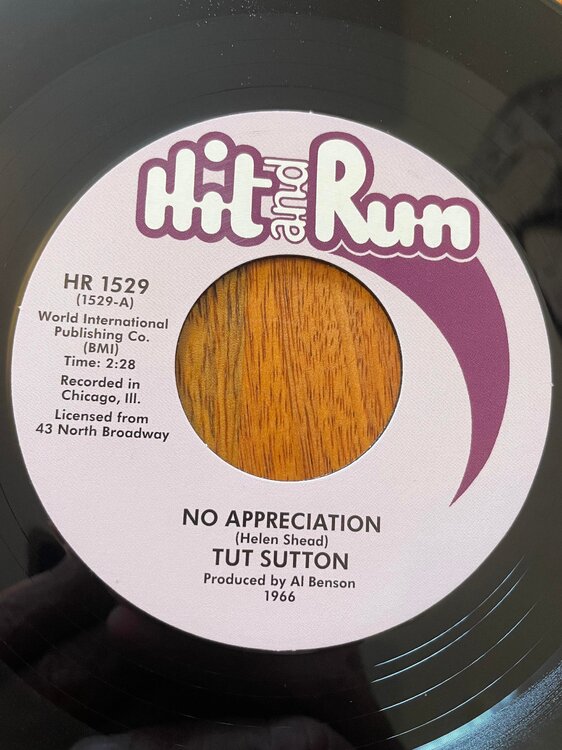 Hit and Run
HR 1529
(1529-A)
World International
Publishing Co.
(BMI)
Time: 2:28
Recorded in
Chicago, Ill.
Licensed from
43 North Broadway
NO APPRECIATION
(Helen Shead)
TUT SUTTON
Produced by Al Benson
1966